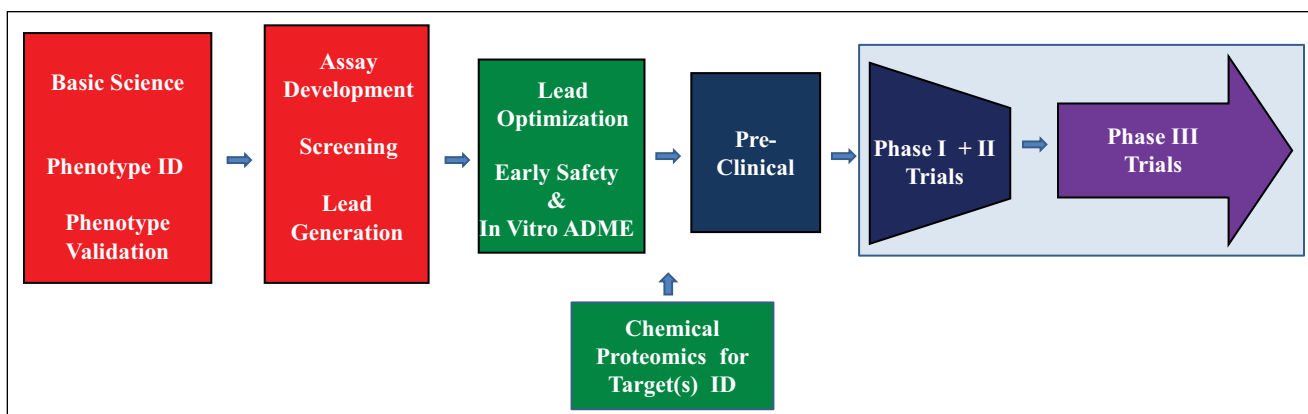 Basic Science
Phenotype ID
Phenotype
Validation
Assay
Development
Screening
Lead
Generation
Lead
Optimization
Early Safety
&
In Vitro ADME
Pre-
Clinical
Phase I + II
Trials
Phase III
Trials
Chemical
Proteomics for
Target(s) ID